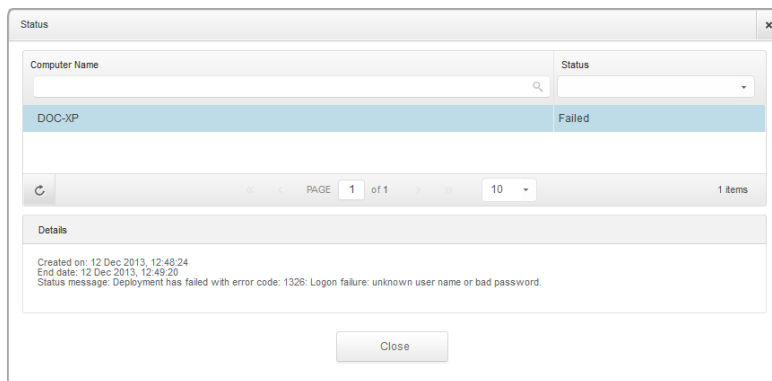 Status
Computer Name
Status
DOC-XP
Failed
PAGE 1 of 1
10
1 items
Details
Created on: 12 Dec 2013, 12:48:24
End date: 12 Dec 2013, 12:49:20
Status message: Deployment has failed with error code: 1326: Logon failure: unknown user name or bad password.
Close